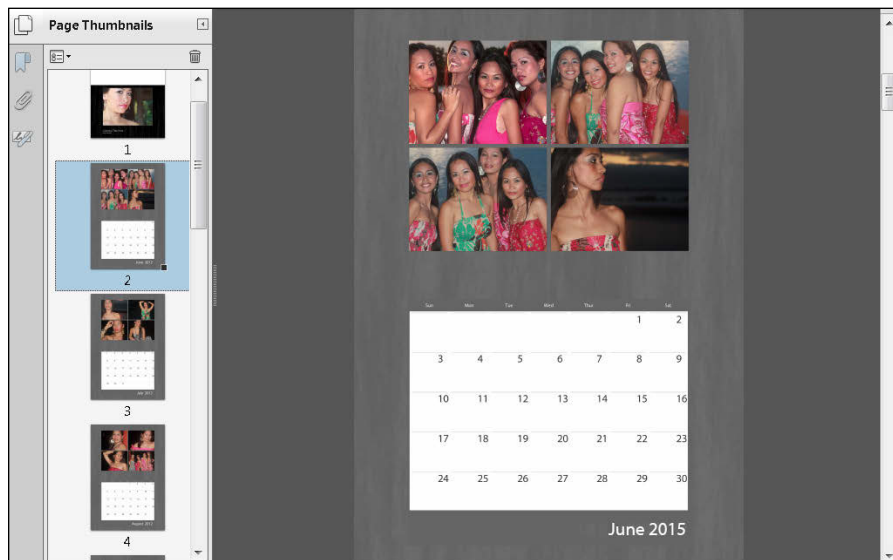 Page Thumbnails
1
2
3
4
Sun Mon Tue Wed Thu Fri Sat
1 2
3 4 5 6 7 8 9
10 11 12 13 14 15 16
17 18 19 20 21 22 23
24 25 26 27 28 29 30
June 2015